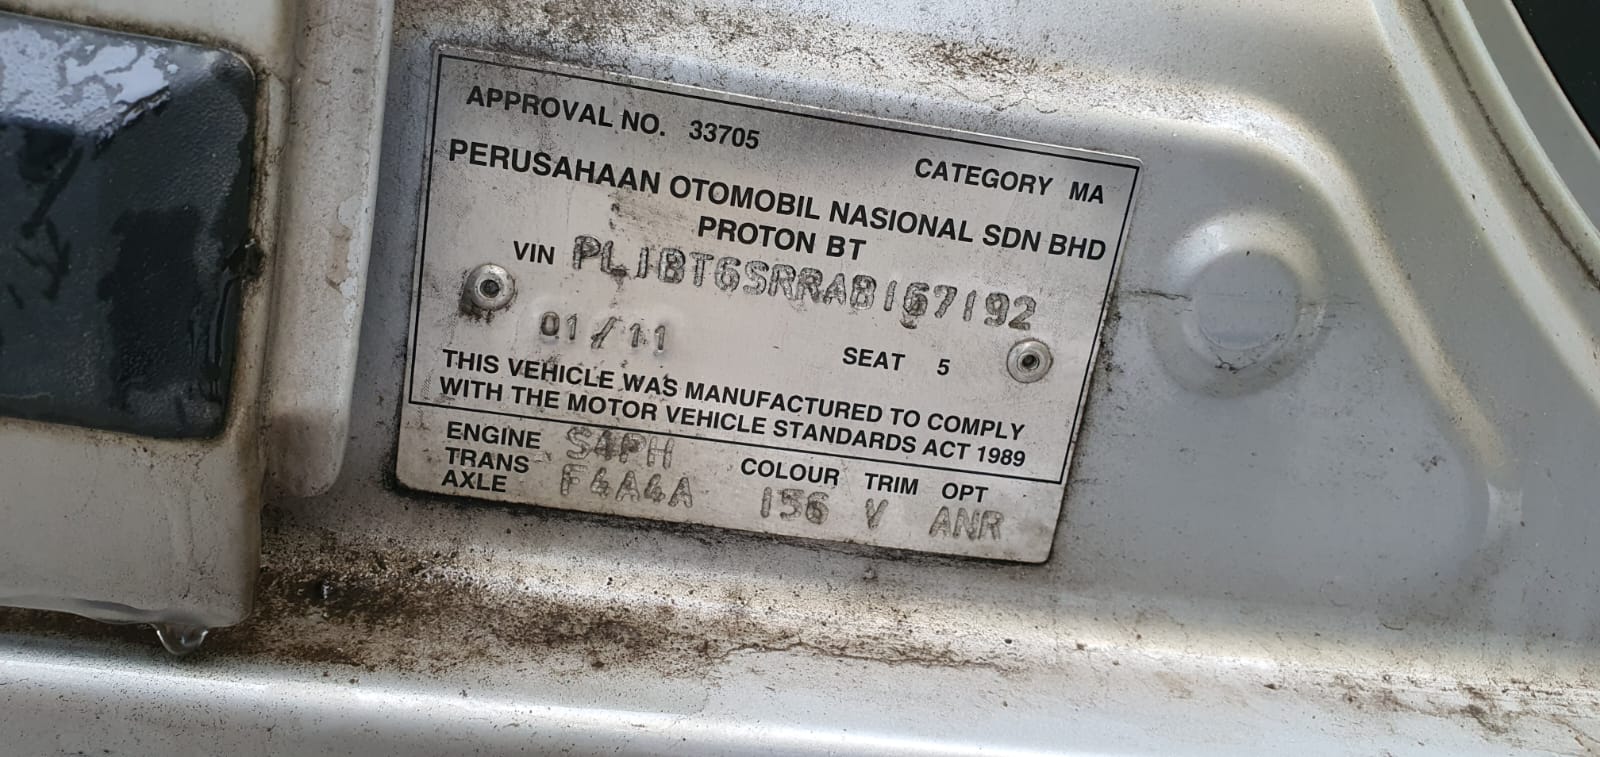 APPROVAL NO. 33705 CATEGORY MA
PERUSAHAAN OTOMOBIL NASIONAL SDN BHD
PROTON BT
VIN PL1BT6SRRAB167192
01/11 SEAT 5
THIS VEHICLE WAS MANUFACTURED TO COMPLY
WITH THE MOTOR VEHICLE STANDARDS ACT 1989
ENGINE S4PH
TRANS F4A4A COLOUR TRIM OPT
AXLE 156 V ANR